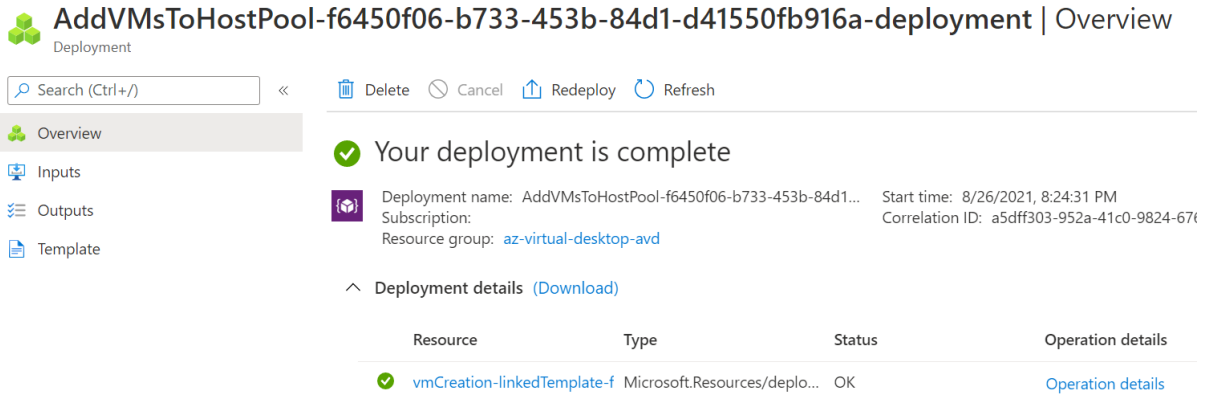 AddVMsToHostPool-f6450f06-b733-453b-84d1-d41550fb916a-deployment | Overview
Deployment
Search (Ctrl+/) «
Delete Cancel Redeploy Refresh
Overview
Inputs
Outputs
Template
Your deployment is complete
Deployment name: AddVMsToHostPool-f6450f06-b733-453b-84d1... Start time: 8/26/2021, 8:24:31 PM
Subscription: Correlation ID: a5dff303-952a-41c0-9824-676
Resource group: az-virtual-desktop-avd
Deployment details (Download)
Resource Type Status Operation details
vmCreation-linkedTemplate-f Microsoft.Resources/deplo... OK Operation details